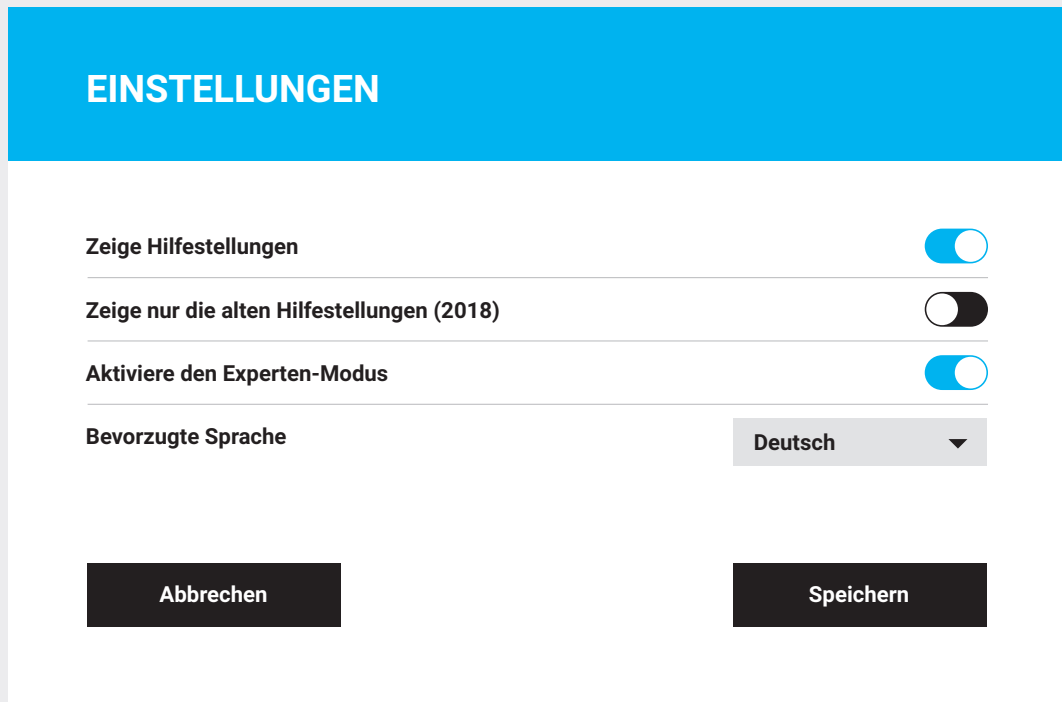 EINSTELLUNGEN
Zeige Hilfestellungen
Zeige nur die alten Hilfestellungen (2018)
Aktiviere den Experten-Modus
Bevorzugte Sprache
Deutsch
Abbrechen
Speichern